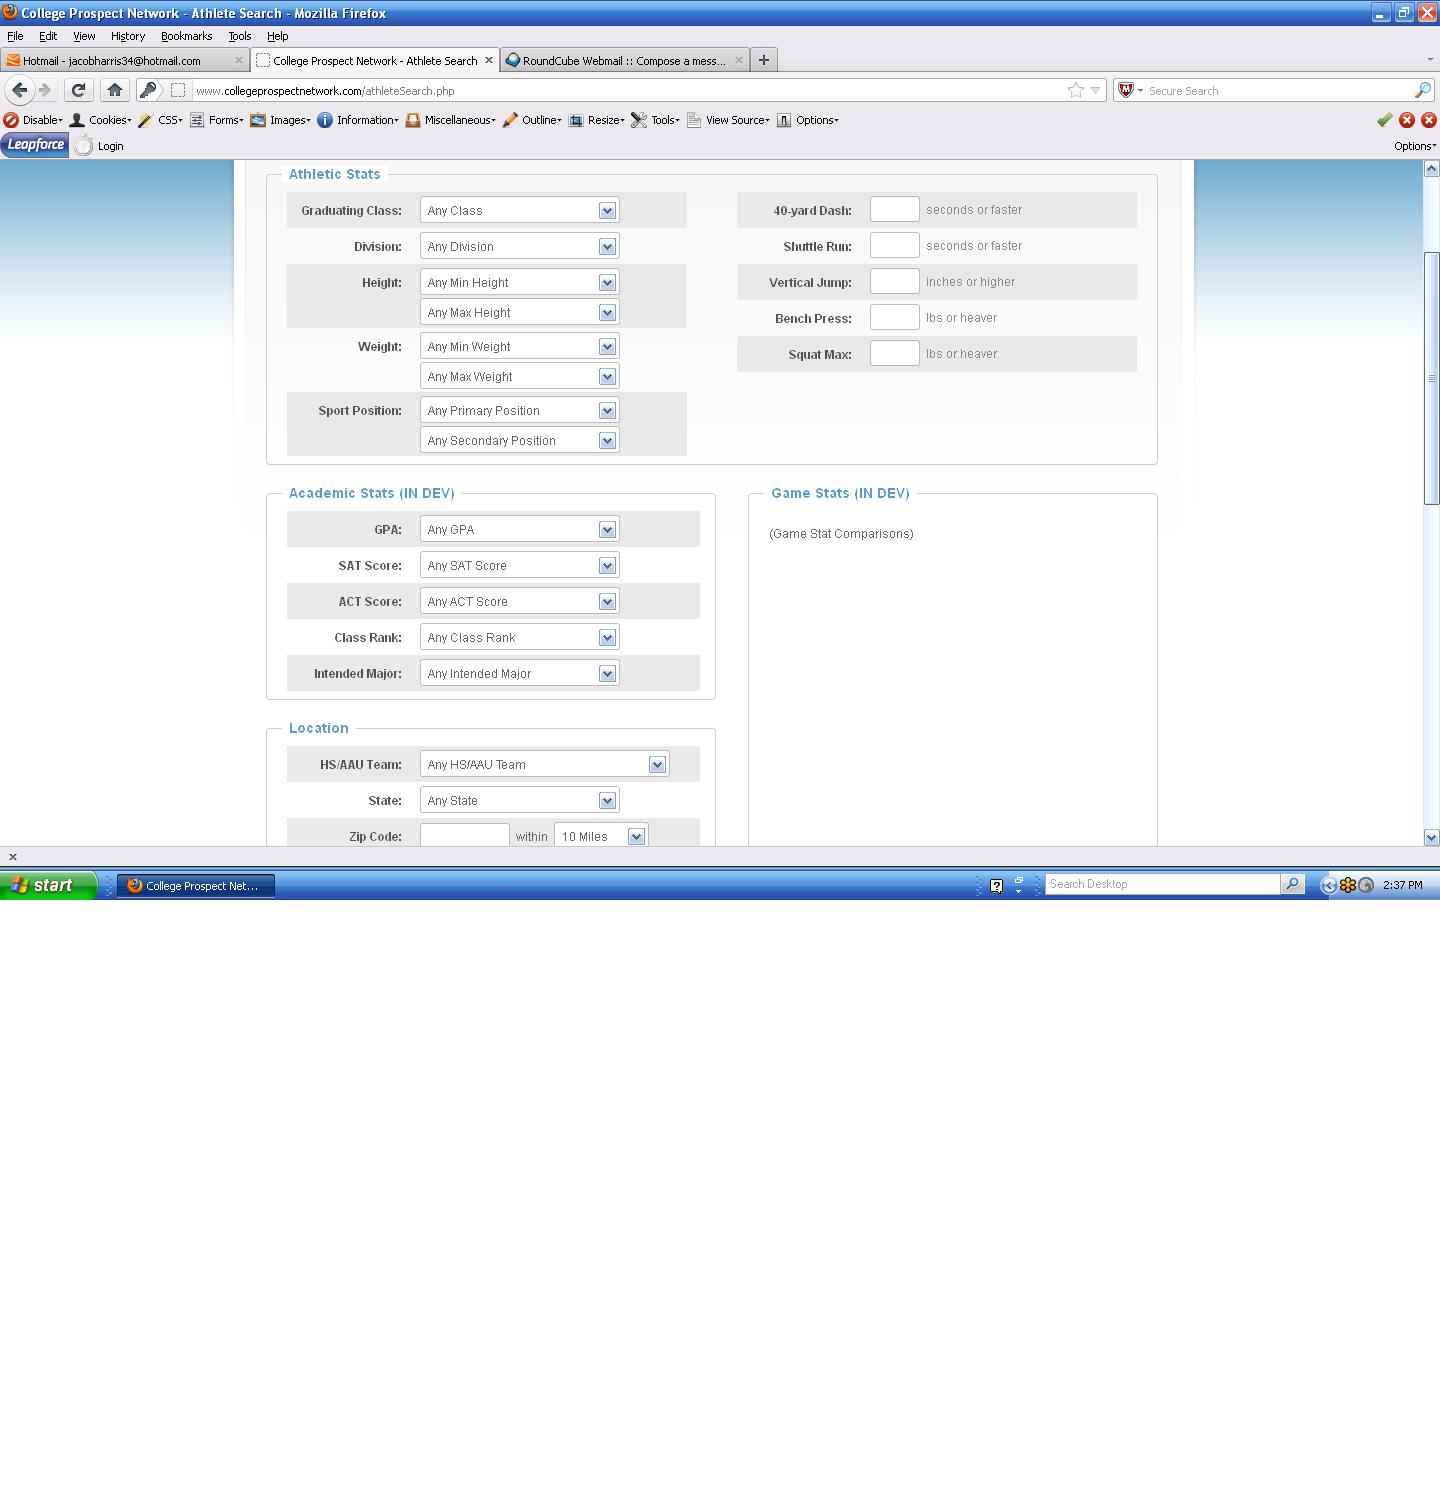 College Prospect Network - Athlete Search - Mozilla Firefox
File Edit View History Bookmarks Tools Help
Hotmail - jacobharris34@hotmail.com
College Prospect Network - Athlete Search
RoundCube Webmail :: Compose a mess...
www.collegeprospectnetwork.com/athleteSearch.php
Secure Search
Disable Cookies CSS Forms Images Information Miscellaneous Outline Resize Tools View Source Options
Leapforce Login Options
Athletic Stats
Graduating Class: Any Class
Division: Any Division
Height: Any Min Height
Any Max Height
Weight: Any Min Weight
Any Max Weight
Sport Position: Any Primary Position
Any Secondary Position
40-yard Dash: seconds or faster
Shuttle Run: seconds or faster
Vertical Jump: inches or higher
Bench Press: lbs or heaver
Squat Max: lbs or heaver
Academic Stats (IN DEV)
GPA: Any GPA
SAT Score: Any SAT Score
ACT Score: Any ACT Score
Class Rank: Any Class Rank
Intended Major: Any Intended Major
Game Stats (IN DEV)
(Game Stat Comparisons)
Location
HS/AAU Team: Any HS/AAU Team
State: Any State
Zip Code: within 10 Miles
start
College Prospect Net...
Search Desktop
2:37 PM